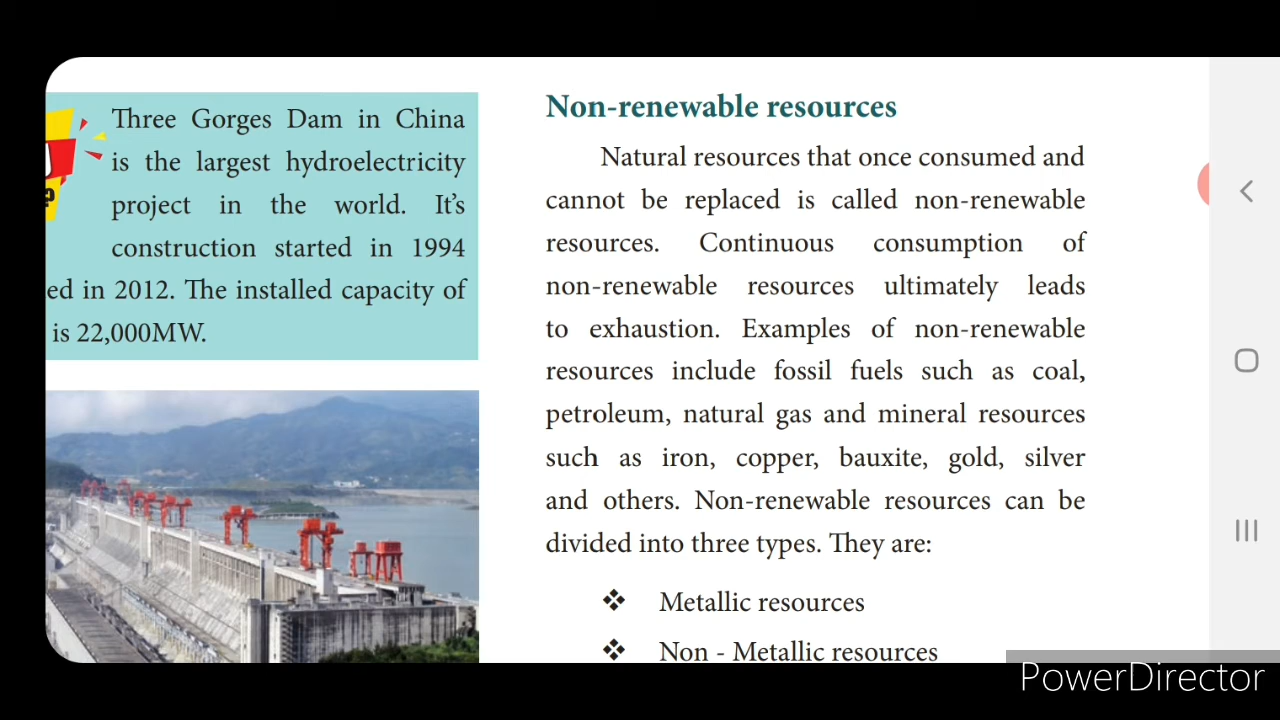 Three Gorges Dam in China
is the largest hydroelectricity
project in the world. It's
construction started in 1994
ed in 2012. The installed capacity of
is 22,000MW.
Non-renewable resources
Natural resources that once consumed and
cannot be replaced is called non-renewable
resources. Continuous consumption of
non-renewable resources ultimately leads
to exhaustion. Examples of non-renewable
resources include fossil fuels such as coal,
petroleum, natural gas and mineral resources
such as iron, copper, bauxite, gold, silver
and others. Non-renewable resources can be
divided into three types. They are:
❖ Metallic resources
❖ Non - Metallic resources
PowerDirector